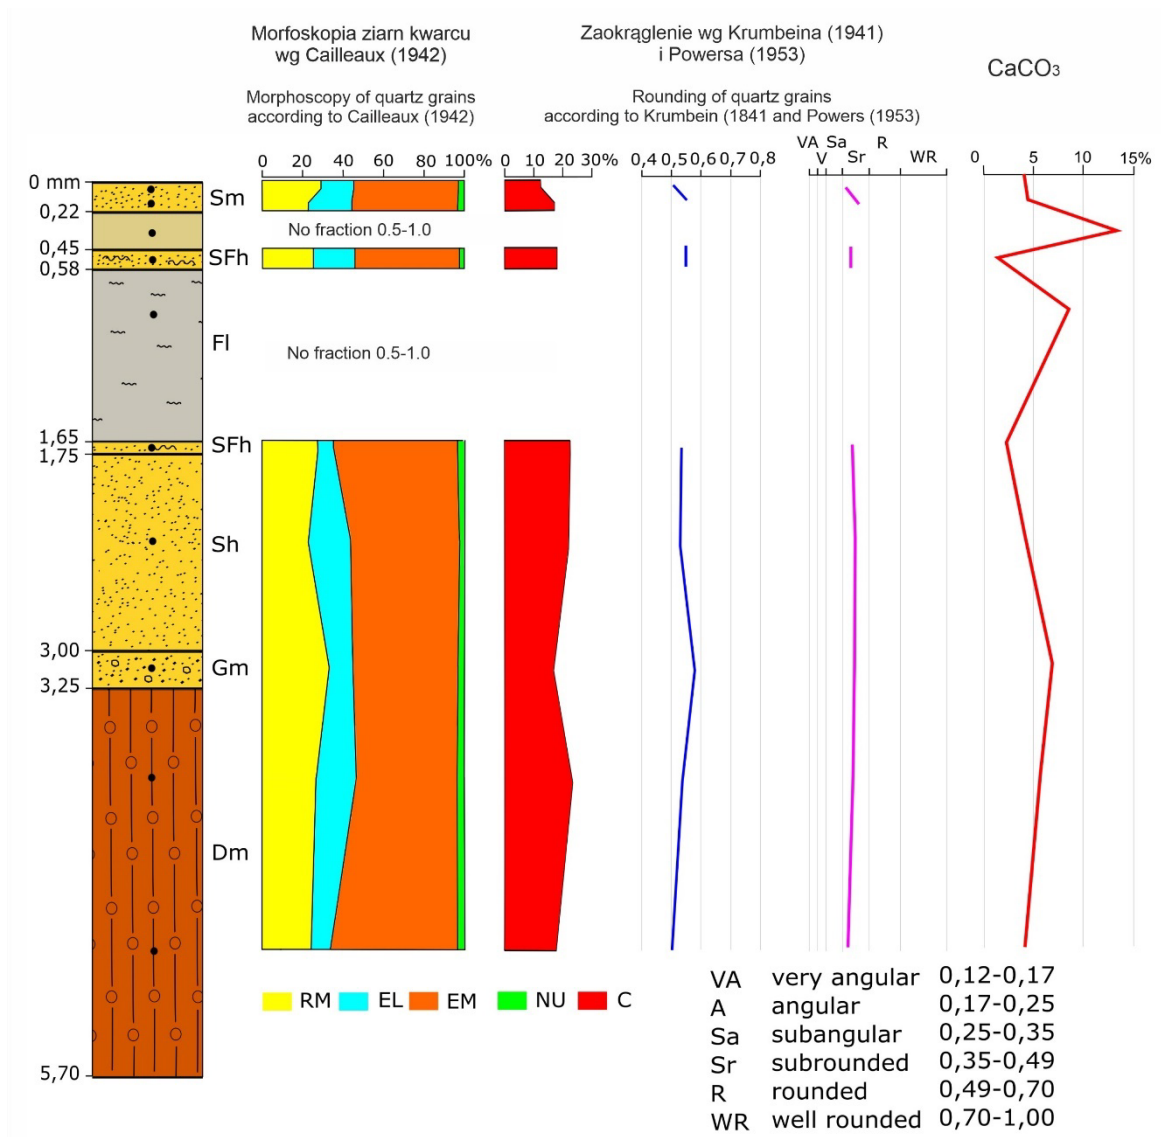 Morfoskopia ziarn kwarcu
wg Cailleaux (1942)
Morphoscopy of quartz grains
according to Cailleaux (1942)
Zaokrąglenie wg Krumbeina (1941)
i Powersa (1953)
Rounding of quartz grains
according to Krumbein (1841 and Powers (1953)
CaCO₃
0 20 40 60 80 100%
0 10 20 30%
0,4 0,5 0,6 0,7 0,8
VA Sa R
V Sr WR
0 5 10 15%
0 mm
Sm
0,22
No fraction 0.5-1.0
0,45
SFh
0,58
Fl
No fraction 0.5-1.0
1,65
SFh
1,75
Sh
3,00
Gm
3,25
Dm
5,70
RM EL EM NU C
VA very angular 0,12-0,17
A angular 0,17-0,25
Sa subangular 0,25-0,35
Sr subrounded 0,35-0,49
R rounded 0,49-0,70
WR well rounded 0,70-1,00